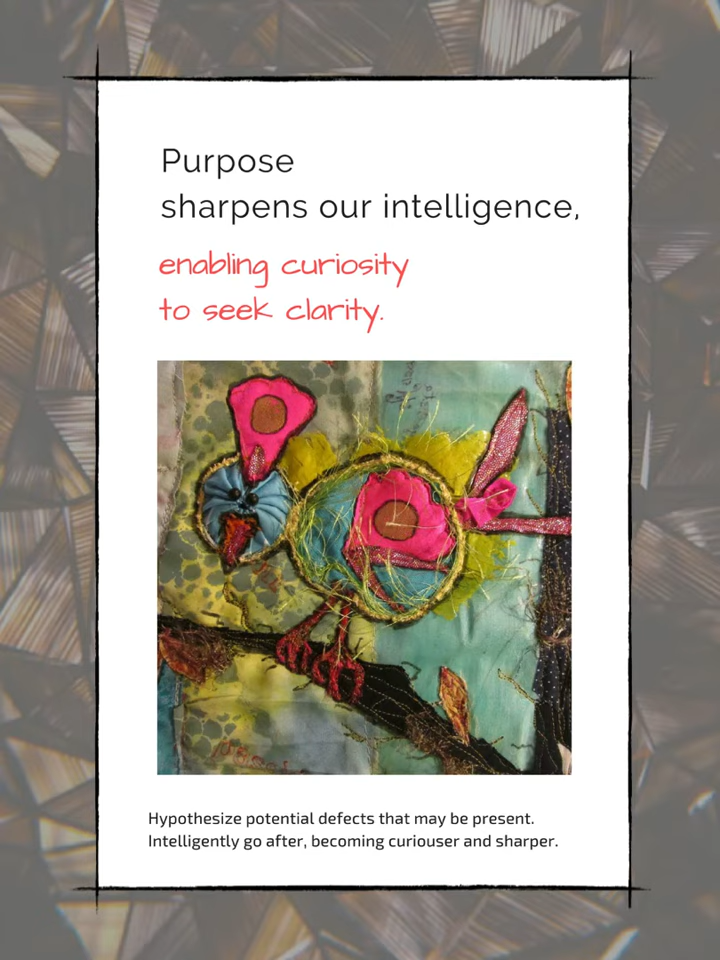 Purpose
sharpens our intelligence,
enabling curiosity
to seek clarity.
Hypothesize potential defects that may be present.
Intelligently go after, becoming curiouser and sharper.